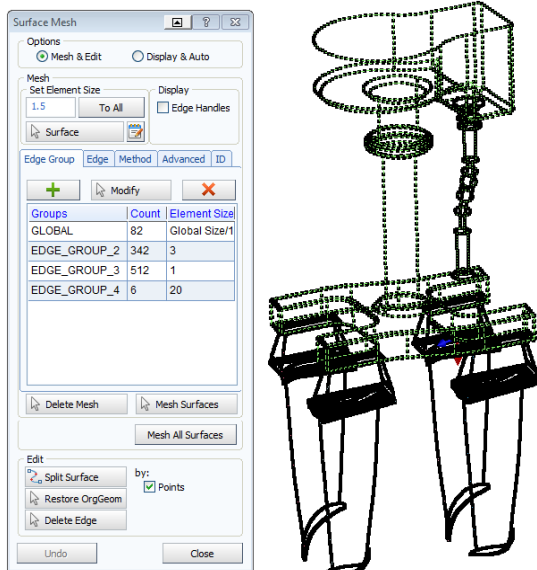 Surface Mesh
Options
Mesh & Edit Display & Auto
Mesh
Set Element Size Display
1.5 To All Edge Handles
Surface
Edge Group Edge Method Advanced ID
Modify
Groups Count Element Size
GLOBAL 82 Global Size/1
EDGE_GROUP_2 342 3
EDGE_GROUP_3 512 1
EDGE_GROUP_4 6 20
Delete Mesh Mesh Surfaces
Mesh All Surfaces
Edit
Split Surface by:
Points
Restore OrgGeom
Delete Edge
Undo Close